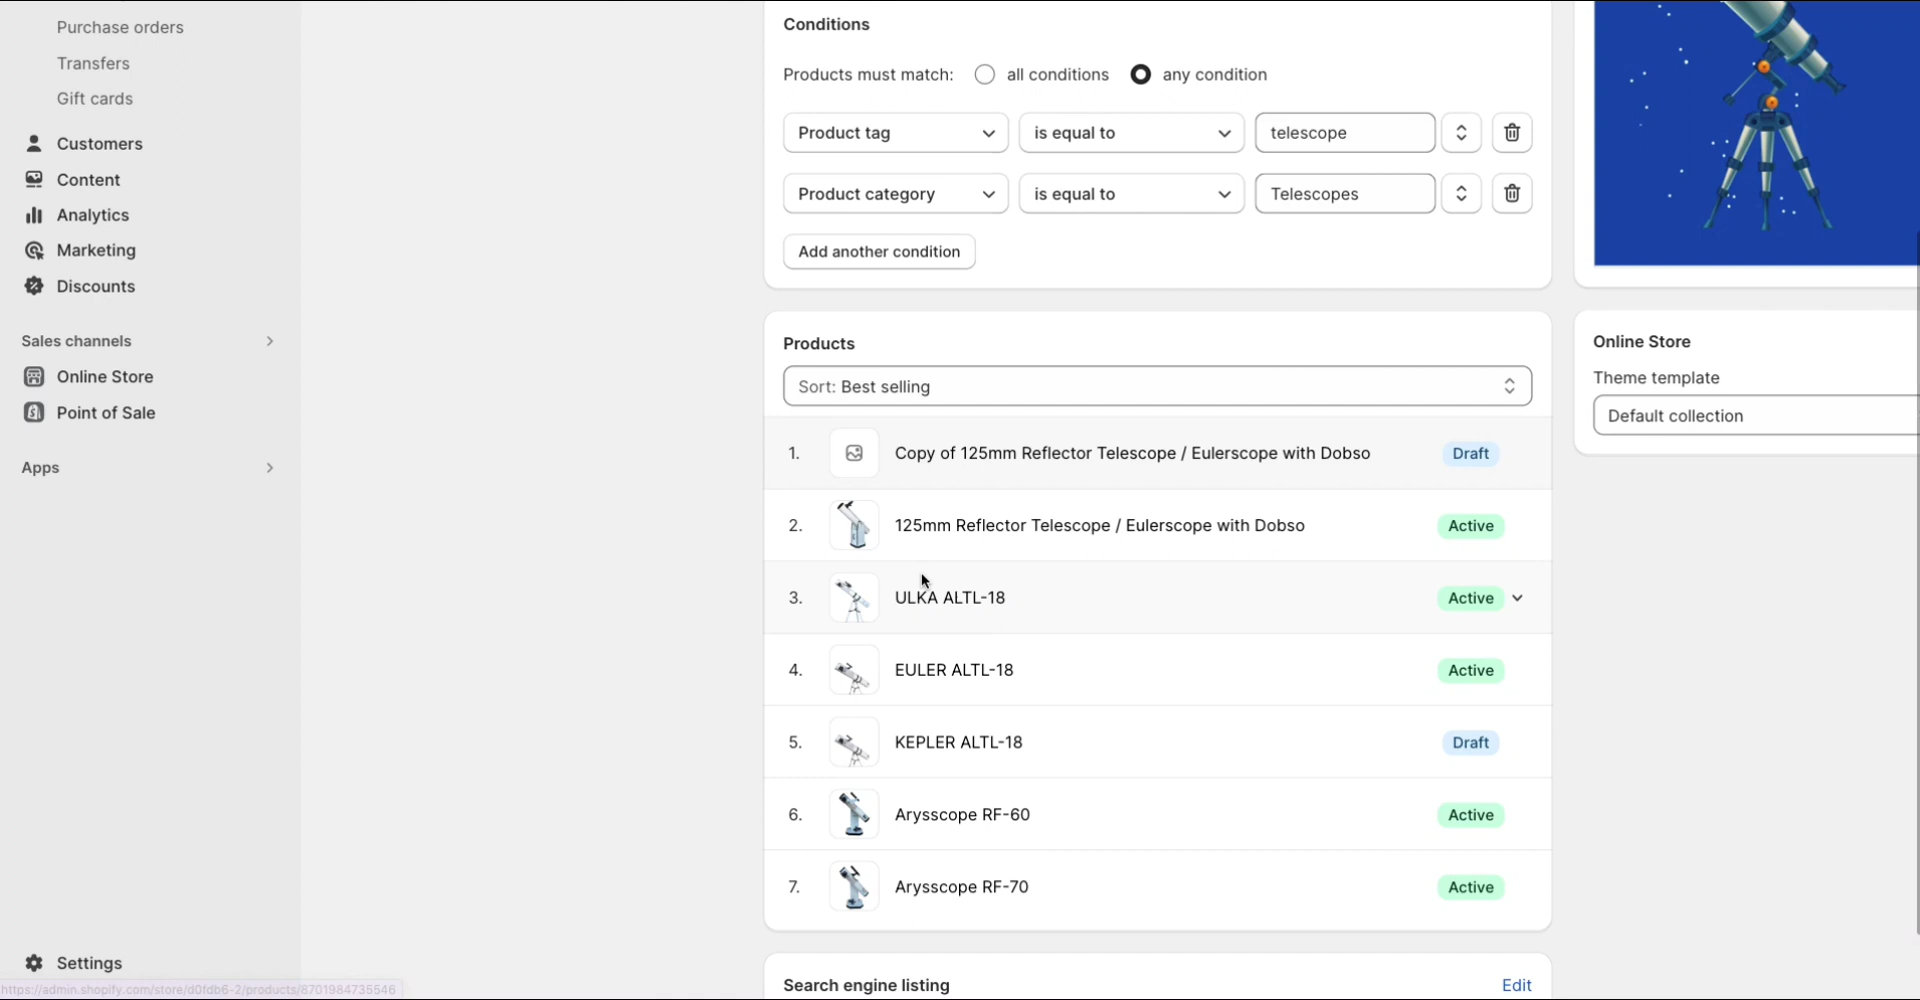 Purchase orders
Transfers
Gift cards
Customers
Content
Analytics
Marketing
Discounts
Sales channels
Online Store
Point of Sale
Apps
Settings
https://admin.shopify.com/store/d0fdb6-2/products/8701984735546
Conditions
Products must match: all conditions any condition
Product tag is equal to telescope
Product category is equal to Telescopes
Add another condition
Products
Sort: Best selling
1. Copy of 125mm Reflector Telescope / Eulerscope with Dobso Draft
2. 125mm Reflector Telescope / Eulerscope with Dobso Active
3. ULKA ALTL-18 Active
4. EULER ALTL-18 Active
5. KEPLER ALTL-18 Draft
6. Arysscope RF-60 Active
7. Arysscope RF-70 Active
Search engine listing Edit
Online Store
Theme template
Default collection